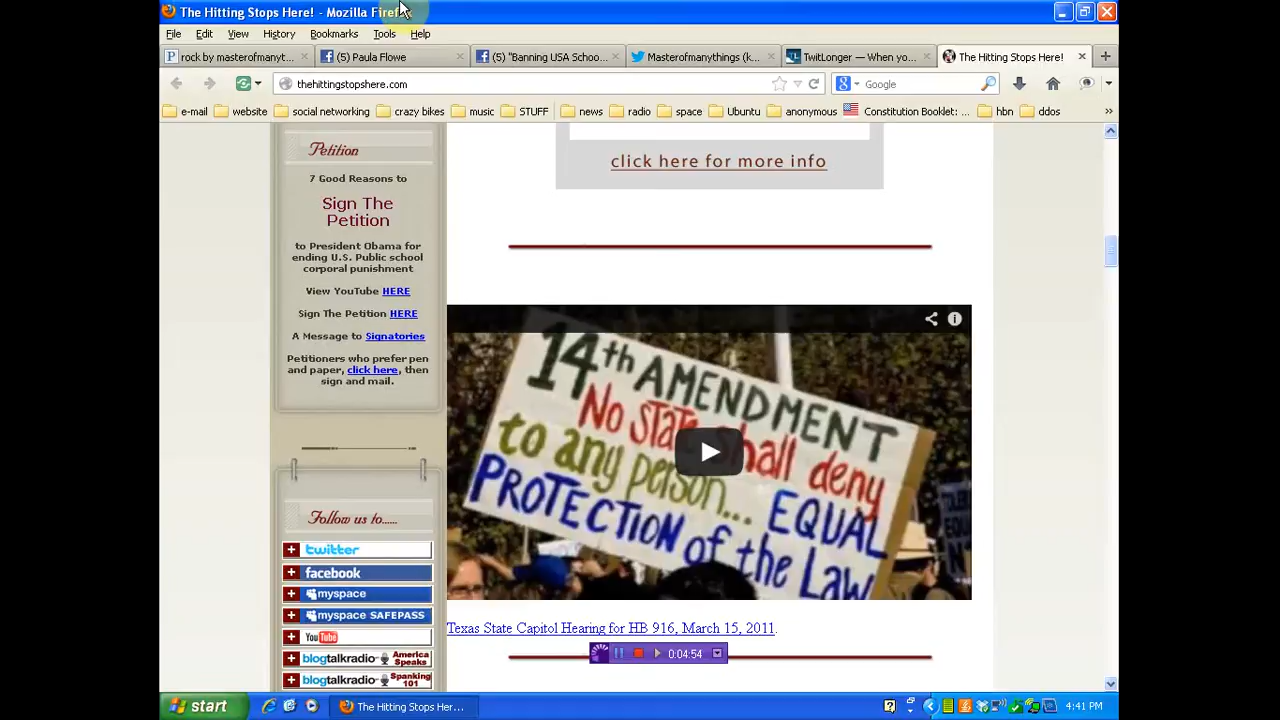 The Hitting Stops Here! - Mozilla Firef
File Edit View History Bookmarks Tools Help
rock by masterofmanyt...
(5) Paula Flowe
(5) "Banning USA Schoo...
Masterofmanythings (k...
TwitLonger — When yo...
The Hitting Stops Here!
thehittingstopshere.com
Google
e-mail website social networking crazy bikes music STUFF news radio space Ubuntu anonymous Constitution Booklet: ... hbn ddos
Petition
7 Good Reasons to
Sign The
Petition
to President Obama for
ending U.S. Public school
corporal punishment
View YouTube HERE
Sign The Petition HERE
A Message to Signatories
Petitioners who prefer pen
and paper, click here, then
sign and mail.
Follow us to......
twitter
facebook
myspace
myspace SAFEPASS
You Tube
blogtalkradio America Speaks
blogtalkradio Spanking 101
click here for more info
14th AMENDMENT
No State shall deny
to any person... EQUAL
PROTECTION of the Law
Texas State Capitol Hearing for HB 916, March 15, 2011.
0:04:54
start
The Hitting Stops Her...
4:41 PM